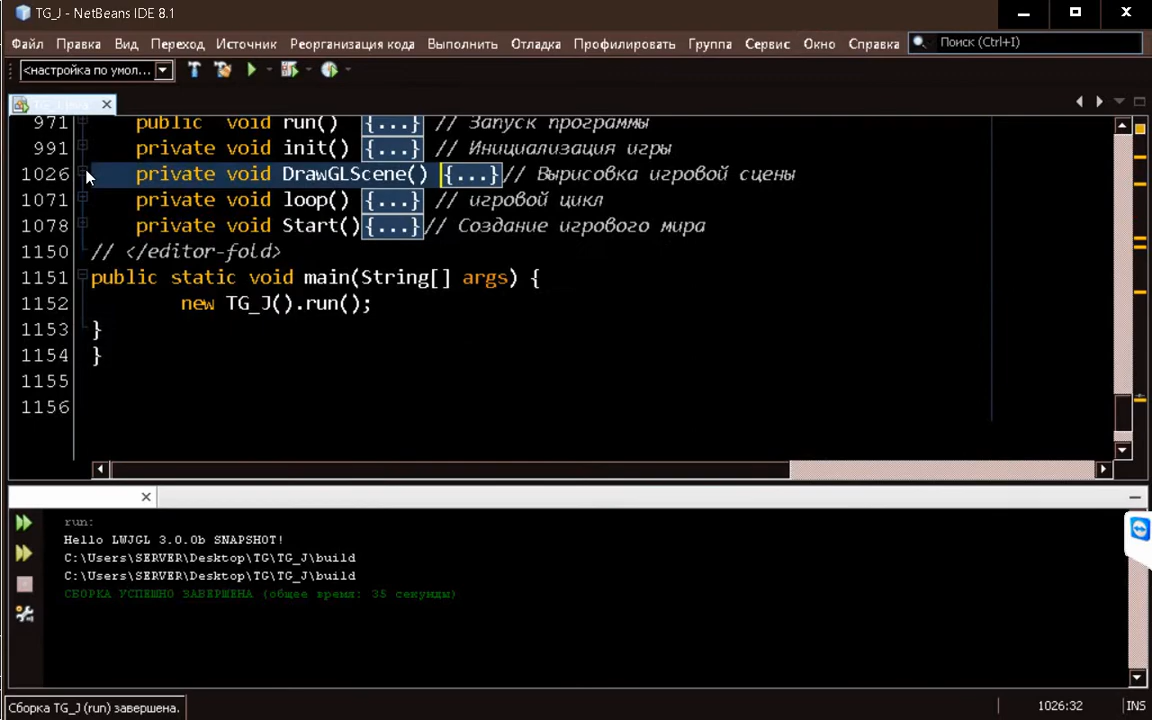 TG_J - NetBeans IDE 8.1
Файл Правка Вид Переход Источник Реорганизация кода Выполнить Отладка Профилировать Группа Сервис Окно Справка Поиск (Ctrl+I)
<настройка по умол...
971 public void run() {...} // Запуск программы
991 private void init() {...} // Инициализация игры
1026 private void DrawGLScene() {...}// Вырисовка игровой сцены
1071 private void loop() {...} // игровой цикл
1078 private void Start(){...}// Создание игрового мира
1150 // </editor-fold>
1151 public static void main(String[] args) {
1152 new TG_J().run();
1153 }
1154 }
1155
1156
run:
Hello LWJGL 3.0.0b SNAPSHOT!
C:\Users\SERVER\Desktop\TG\TG_J\build
C:\Users\SERVER\Desktop\TG\TG_J\build
СБОРКА УСПЕШНО ЗАВЕРШЕНА (общее время: 35 секунды)
Сборка TG_J (run) завершена. 1026:32 INS